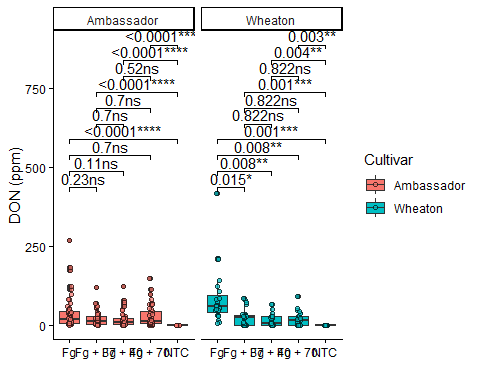 Ambassador
Wheaton
<0.0001***
<0.0001****
0.52ns
<0.0001****
0.7ns
0.7ns
<0.0001****
0.7ns
0.11ns
0.23ns
0.003**
0.004**
0.822ns
0.001***
0.822ns
0.822ns
0.001***
0.008**
0.008**
0.015*
DON (ppm)
750
500
250
0
Fg
NTC
Fg
NTC
Cultivar
Ambassador
Wheaton